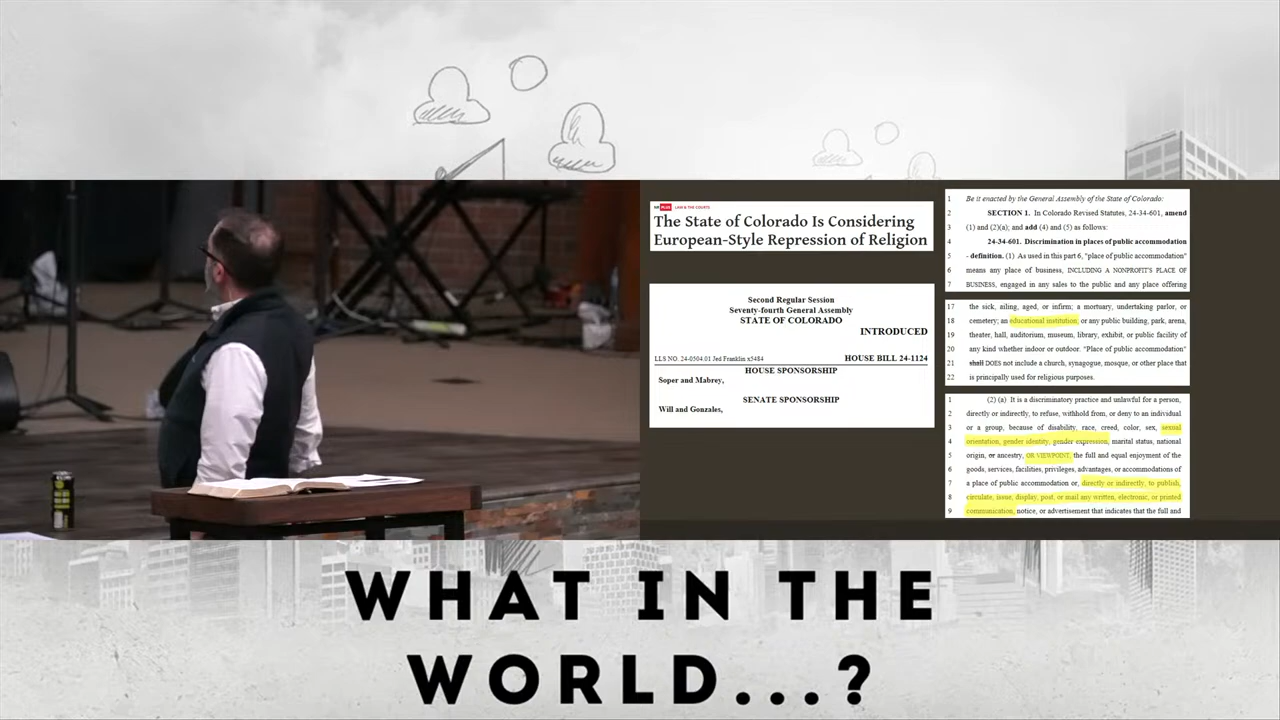 NR PLUS LAW & THE COURTS
The State of Colorado Is Considering
European-Style Repression of Religion
Second Regular Session
Seventy-fourth General Assembly
STATE OF COLORADO
INTRODUCED
LLS NO. 24-0504.01 Jed Franklin x5484
HOUSE BILL 24-1124
HOUSE SPONSORSHIP
Soper and Mabrey,
SENATE SPONSORSHIP
Will and Gonzales,
1 Be it enacted by the General Assembly of the State of Colorado:
2 SECTION 1. In Colorado Revised Statutes, 24-34-601, amend
3 (1) and (2)(a); and add (4) and (5) as follows:
4 24-34-601. Discrimination in places of public accommodation
5 - definition. (1) As used in this part 6, "place of public accommodation"
6 means any place of business, INCLUDING A NONPROFIT'S PLACE OF
7 BUSINESS, engaged in any sales to the public and any place offering
17 the sick, ailing, aged, or infirm; a mortuary, undertaking parlor, or
18 cemetery; an educational institution; or any public building, park, arena,
19 theater, hall, auditorium, museum, library, exhibit, or public facility of
20 any kind whether indoor or outdoor. "Place of public accommodation"
21 shall DOES not include a church, synagogue, mosque, or other place that
22 is principally used for religious purposes.
1 (2) (a) It is a discriminatory practice and unlawful for a person,
2 directly or indirectly, to refuse, withhold from, or deny to an individual
3 or a group, because of disability, race, creed, color, sex, sexual
4 orientation, gender identity, gender expression, marital status, national
5 origin, or ancestry, OR VIEWPOINT, the full and equal enjoyment of the
6 goods, services, facilities, privileges, advantages, or accommodations of
7 a place of public accommodation or, directly or indirectly, to publish,
8 circulate, issue, display, post, or mail any written, electronic, or printed
9 communication, notice, or advertisement that indicates that the full and
WHAT IN THE
WORLD...?